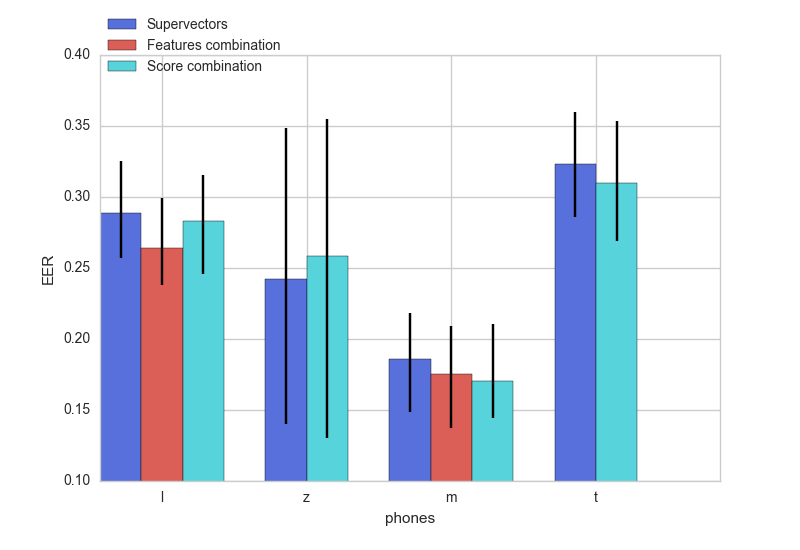 Supervectors
Features combination
Score combination
0.40
0.35
0.30
0.25
0.20
0.15
0.10
EER
l
z
m
t
phones